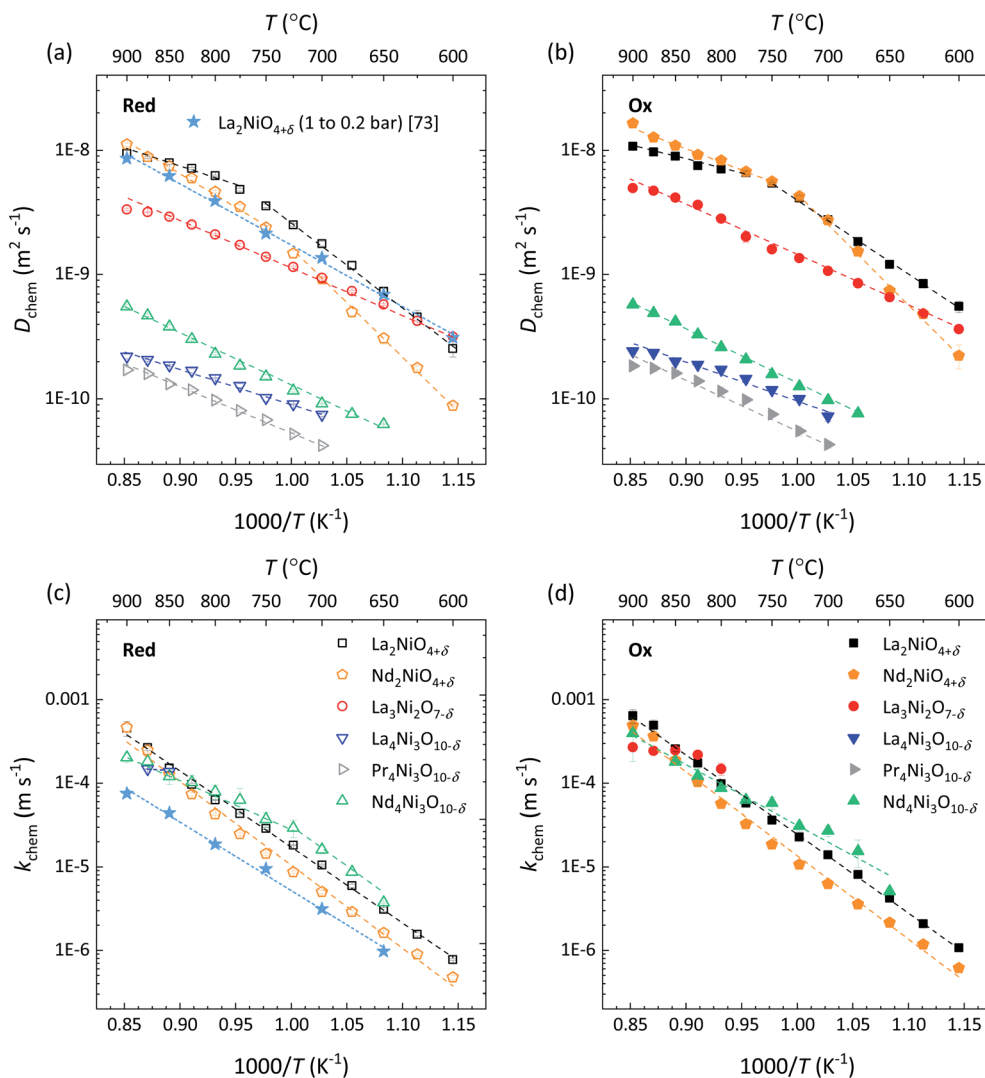 (a)
T (°C)
900 850 800 750 700 650 600
Red
La₂NiO₄₊δ (1 to 0.2 bar) [73]
1E-8
1E-9
1E-10
D_chem (m² s⁻¹)
0.85 0.90 0.95 1.00 1.05 1.10 1.15
1000/T (K⁻¹)
(b)
T (°C)
900 850 800 750 700 650 600
Ox
1E-8
1E-9
1E-10
D_chem (m² s⁻¹)
0.85 0.90 0.95 1.00 1.05 1.10 1.15
1000/T (K⁻¹)
(c)
T (°C)
900 850 800 750 700 650 600
Red
La₂NiO₄₊δ
Nd₂NiO₄₊δ
La₃Ni₂O₇₋δ
La₄Ni₃O₁₀₋δ
Pr₄Ni₃O₁₀₋δ
Nd₄Ni₃O₁₀₋δ
0.001
1E-4
1E-5
1E-6
k_chem (m s⁻¹)
0.85 0.90 0.95 1.00 1.05 1.10 1.15
1000/T (K⁻¹)
(d)
T (°C)
900 850 800 750 700 650 600
Ox
La₂NiO₄₊δ
Nd₂NiO₄₊δ
La₃Ni₂O₇₋δ
La₄Ni₃O₁₀₋δ
Pr₄Ni₃O₁₀₋δ
Nd₄Ni₃O₁₀₋δ
0.001
1E-4
1E-5
1E-6
k_chem (m s⁻¹)
0.85 0.90 0.95 1.00 1.05 1.10 1.15
1000/T (K⁻¹)